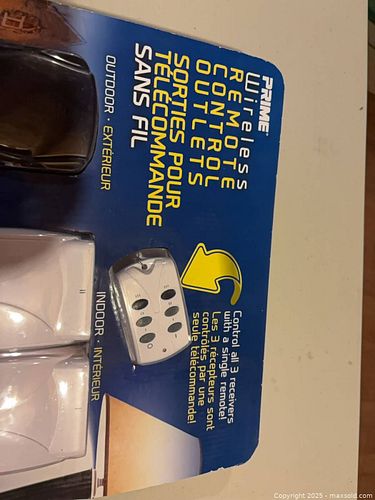 PRIME
Wireless
REMOTE
CONTROL
OUTLETS
SORTIES POUR
TÉLÉCOMMANDE
SANS FIL
OUTDOOR · EXTÉRIEUR
Control all 3 receivers
with a single remote!
Les 3 récepteurs sont
contrôlés par une
seule télécommande!
INDOOR · INTÉRIEUR
Copyright 2025 - maxsold.com